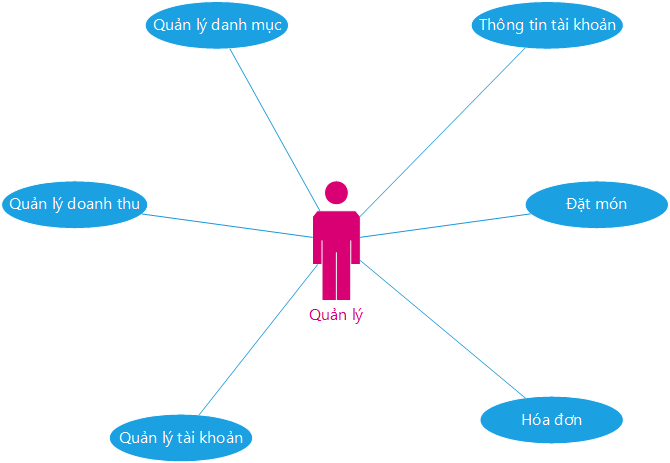 Quản lý danh mục
Thông tin tài khoản
Quản lý doanh thu
Đặt món
Quản lý
Hóa đơn
Quản lý tài khoản